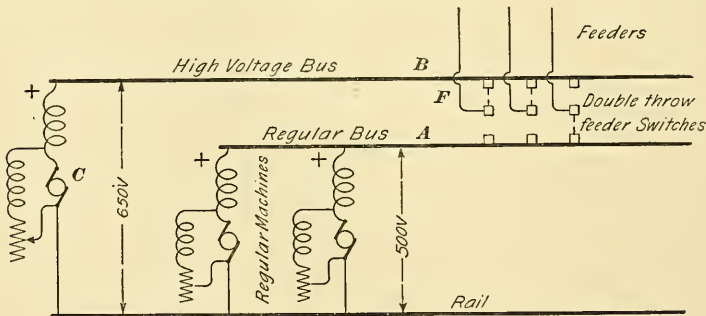 Feeders
High Voltage Bus
B
+
F
Double throw
feeder Switches
Regular Bus
A
+
+
C
650V
Regular Machines
500V
Rail